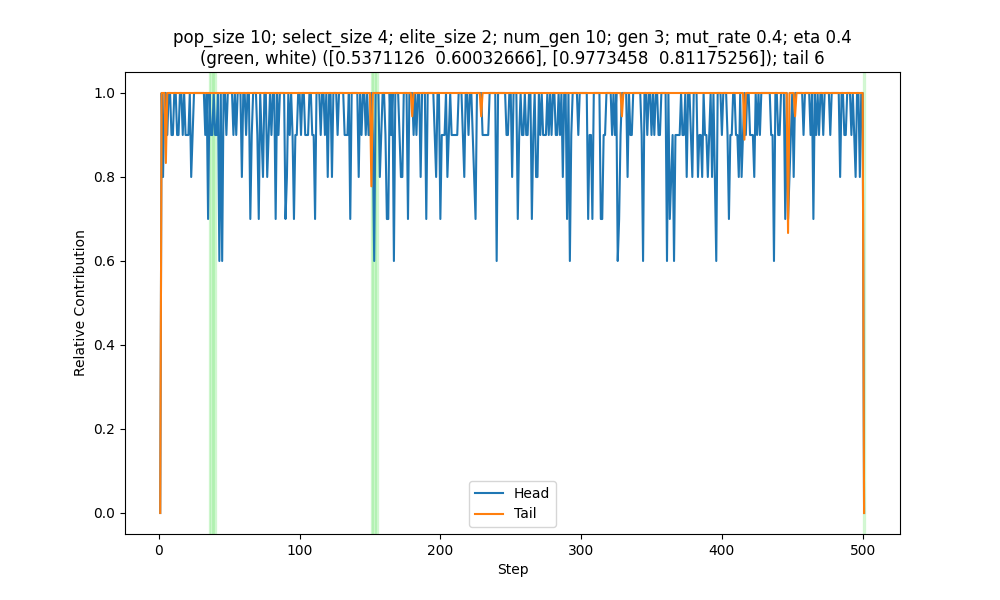 pop_size 10; select_size 4; elite_size 2; num_gen 10; gen 3; mut_rate 0.4; eta 0.4
(green, white) ([0.5371126 0.60032666], [0.9773458 0.81175256]); tail 6
1.0
0.8
0.6
0.4
0.2
0.0
Relative Contribution
Head
Tail
0 100 200 300 400 500
Step